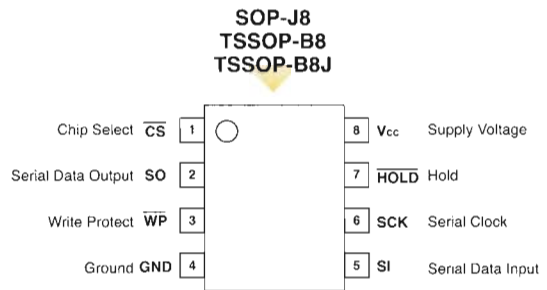 SOP-J8
TSSOP-B8
TSSOP-B8J
Chip Select CS 1 8 Vcc Supply Voltage
Serial Data Output SO 2 7 HOLD Hold
Write Protect WP 3 6 SCK Serial Clock
Ground GND 4 5 SI Serial Data Input